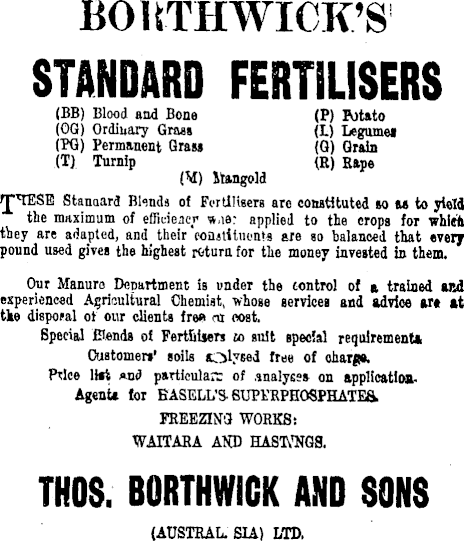 BORTHWICK'S
STANDARD FERTILISERS
(BB) Blood and Bone (P) Potato
(OG) Ordinary Grass (L) Legumes
(PG) Permanent Grass (G) Grain
(T) Turnip (R) Rape
(M) Mangold
THESE Standard Blends of Fertilisers are constituted so as to yield
the maximum of efficiency when applied to the crops for which
they are adapted, and their constituents are so balanced that every
pound used gives the highest return for the money invested in them.
Our Manure Department is under the control of a trained and
experienced Agricultural Chemist, whose services and advice are at
the disposal of our clients free of cost.
Special Blends of Fertilisers to suit special requirements
Customers' soils analysed free of charge.
Price list and particulars of analyses on application.
Agents for BASELL'S SUPERPHOSPHATES.
FREEZING WORKS:
WAITARA AND HASTINGS.
THOS. BORTHWICK AND SONS
(AUSTRALASIA) LTD.